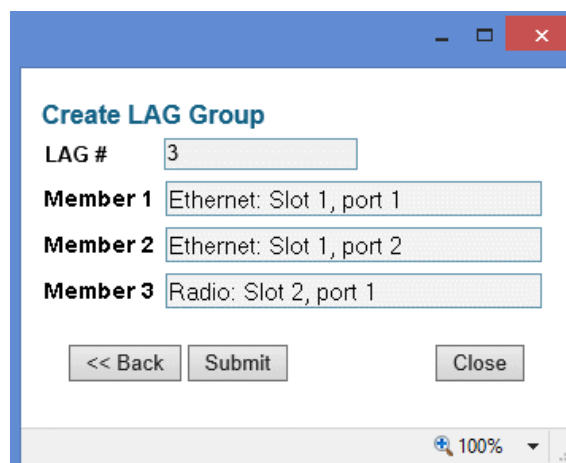 Create LAG Group
LAG # 3
Member 1 Ethernet: Slot 1, port 1
Member 2 Ethernet: Slot 1, port 2
Member 3 Radio: Slot 2, port 1
<< Back Submit Close
100%